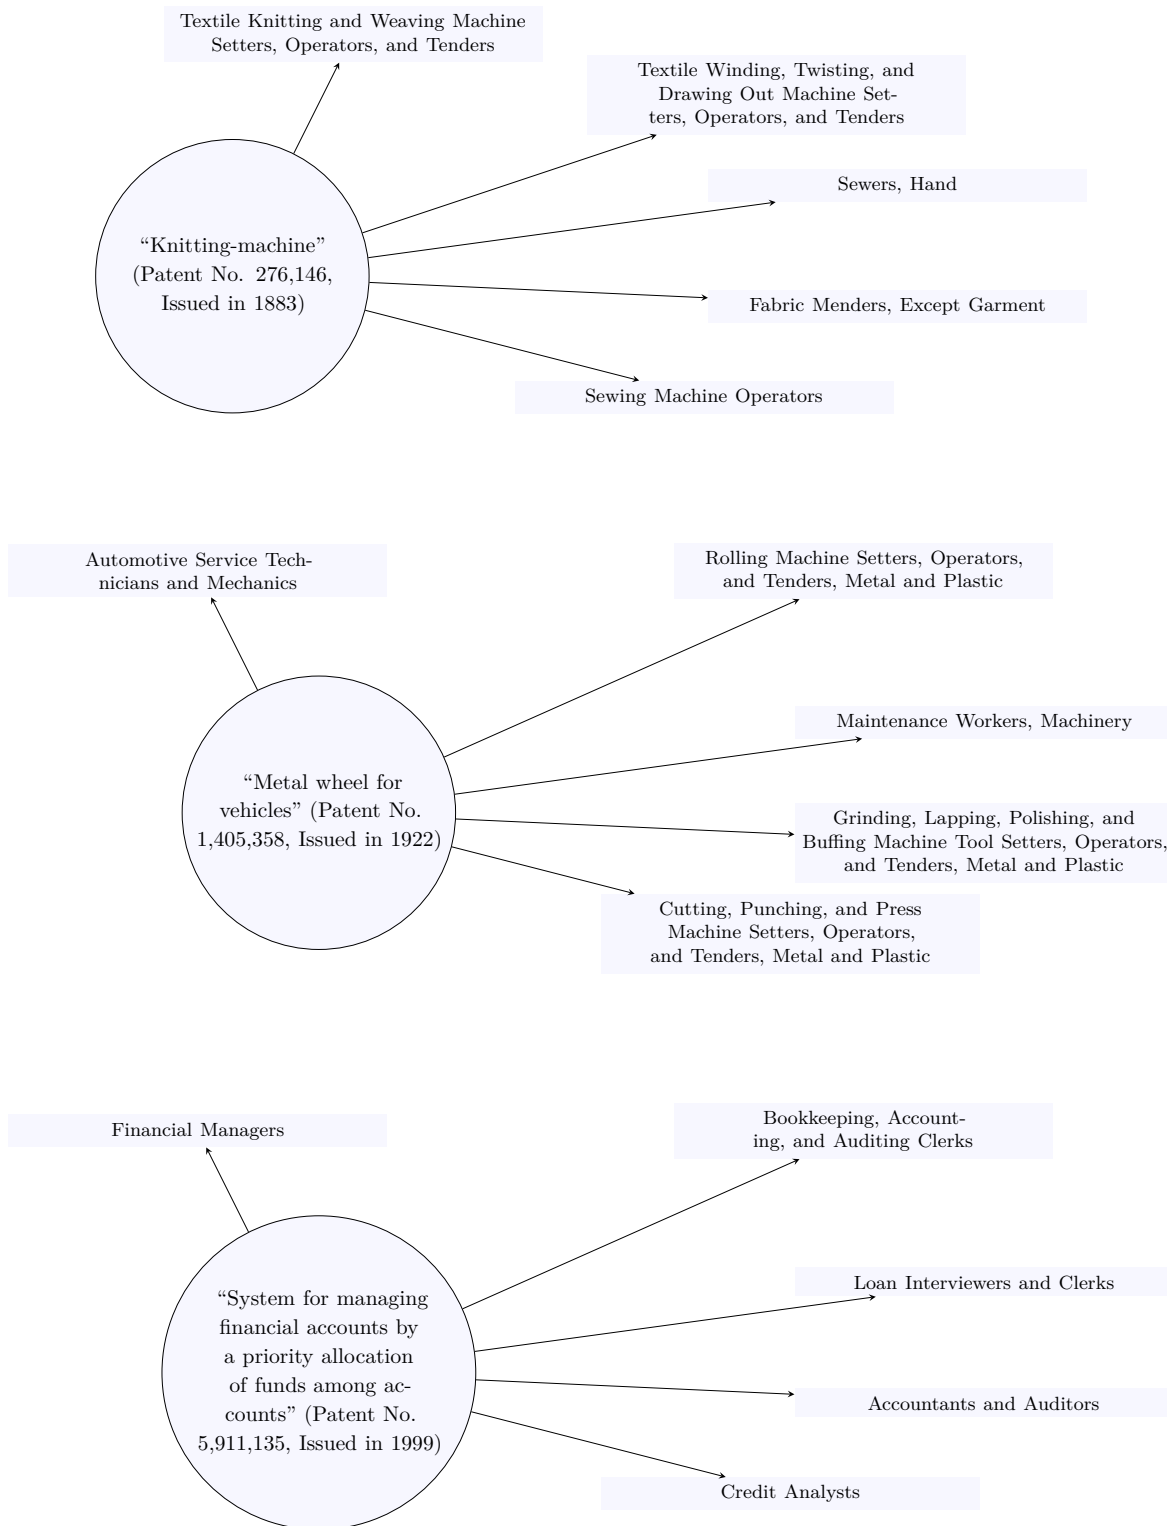 Textile Knitting and Weaving Machine
Setters, Operators, and Tenders
Textile Winding, Twisting, and
Drawing Out Machine Set-
ters, Operators, and Tenders
Sewers, Hand
“Knitting-machine”
(Patent No. 276,146,
Issued in 1883)
Fabric Menders, Except Garment
Sewing Machine Operators
Automotive Service Tech-
nicians and Mechanics
Rolling Machine Setters, Operators,
and Tenders, Metal and Plastic
Maintenance Workers, Machinery
“Metal wheel for
vehicles” (Patent No.
1,405,358, Issued in 1922)
Grinding, Lapping, Polishing, and
Buffing Machine Tool Setters, Operators,
and Tenders, Metal and Plastic
Cutting, Punching, and Press
Machine Setters, Operators,
and Tenders, Metal and Plastic
Financial Managers
Bookkeeping, Account-
ing, and Auditing Clerks
Loan Interviewers and Clerks
“System for managing
financial accounts by
a priority allocation
of funds among ac-
counts” (Patent No.
5,911,135, Issued in 1999)
Accountants and Auditors
Credit Analysts